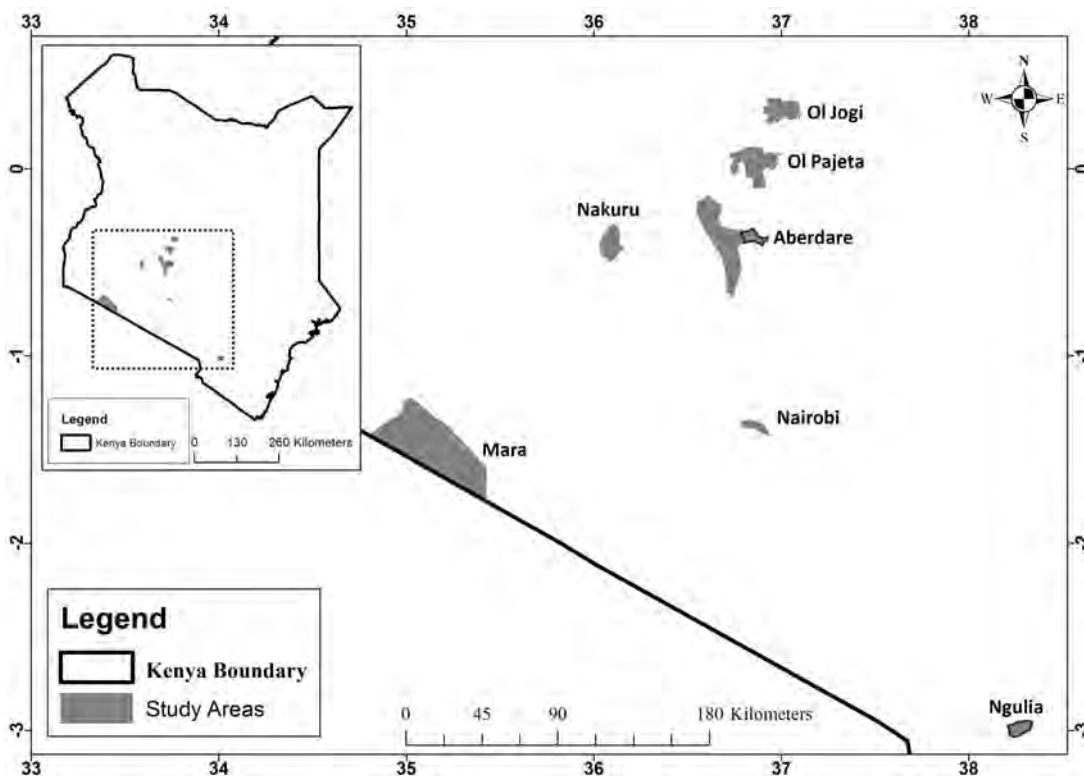 33 34 35 36 37 38
N
W E
S
Legend
Kenya Boundary
0 130 260 Kilometers
Ol Jogi
Ol Pajeta
Nakuru
Aberdare
Nairobi
Mara
Ngulia
0 0
-1 -1
-2 -2
-3 -3
Legend
Kenya Boundary
Study Areas
0 45 90 180 Kilometers
33 34 35 36 37 38